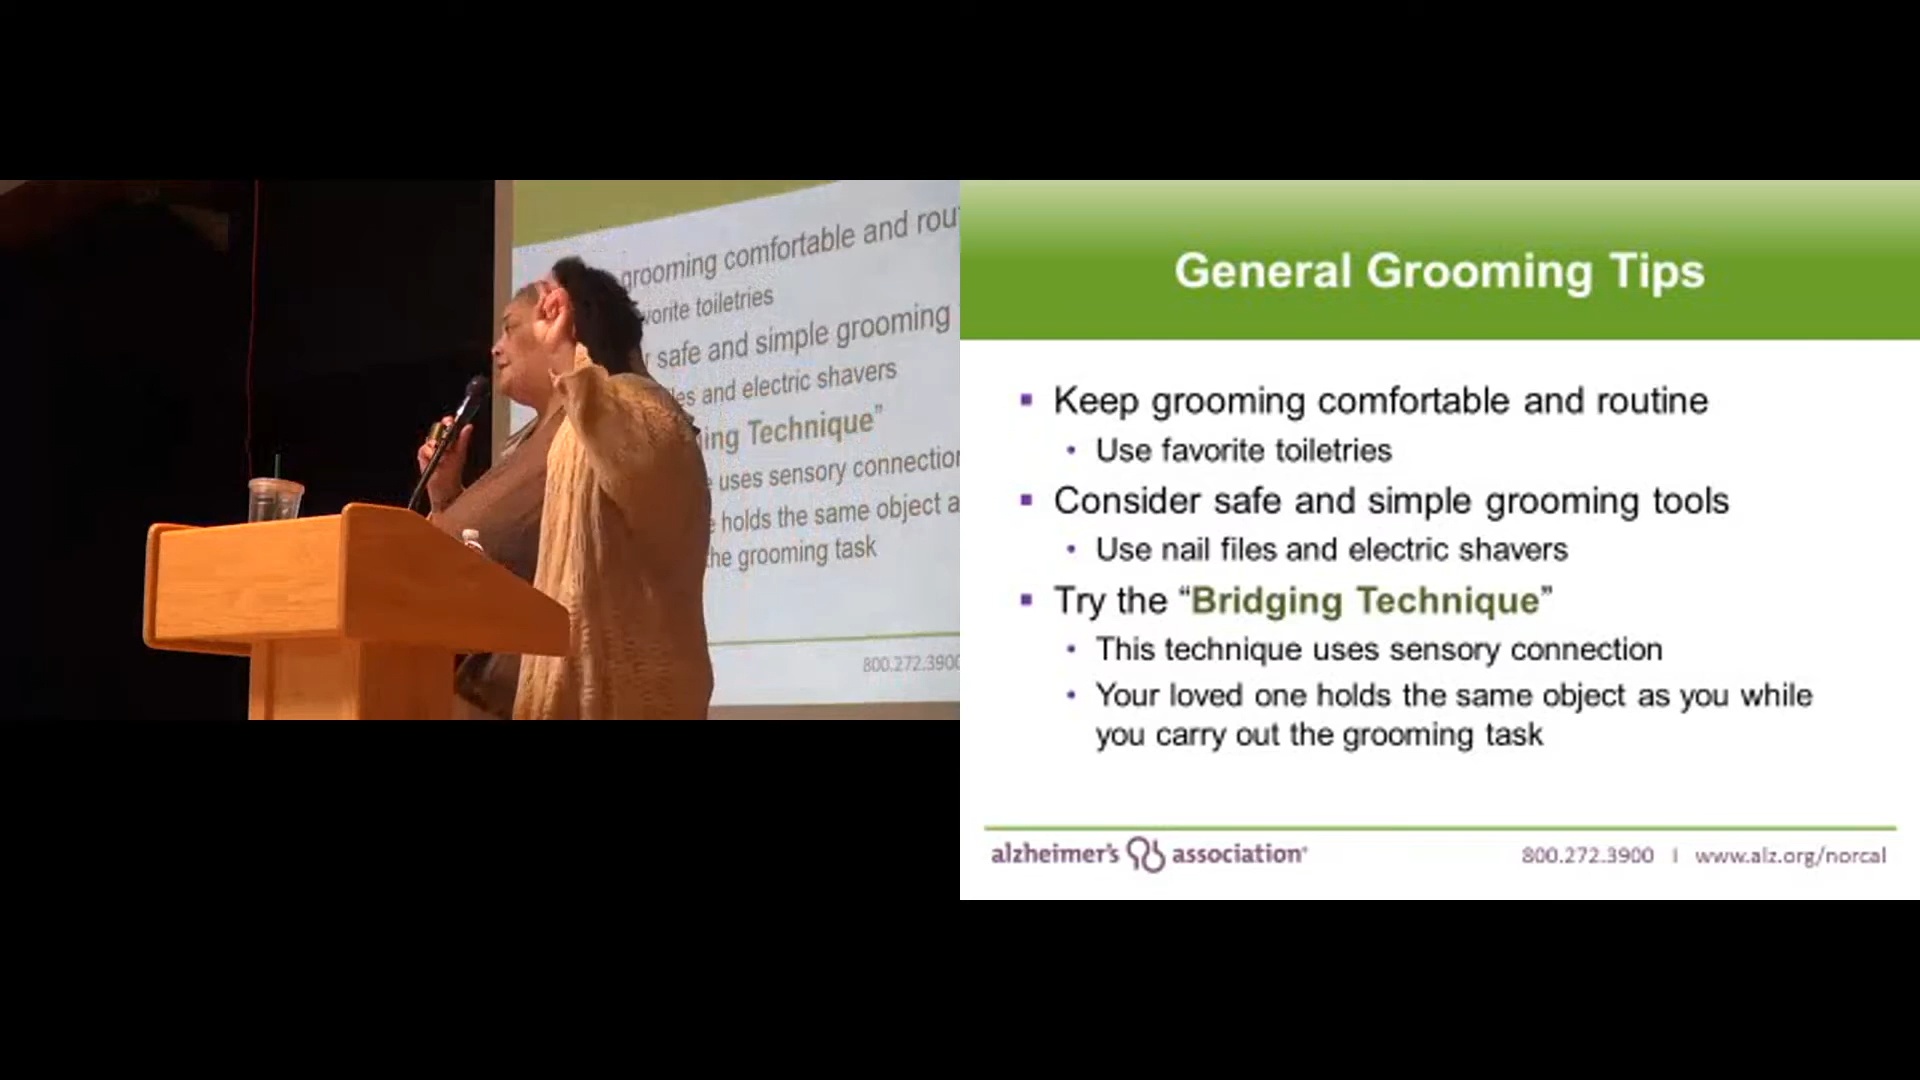 grooming comfortable and rou
vorite toiletries
safe and simple grooming
les and electric shavers
ing Technique”
uses sensory connection
holds the same object a
the grooming task
800.272.3900
General Grooming Tips
Keep grooming comfortable and routine
Use favorite toiletries
Consider safe and simple grooming tools
Use nail files and electric shavers
Try the “Bridging Technique”
This technique uses sensory connection
Your loved one holds the same object as you while
you carry out the grooming task
alzheimer's association®
800.272.3900 | www.alz.org/norcal